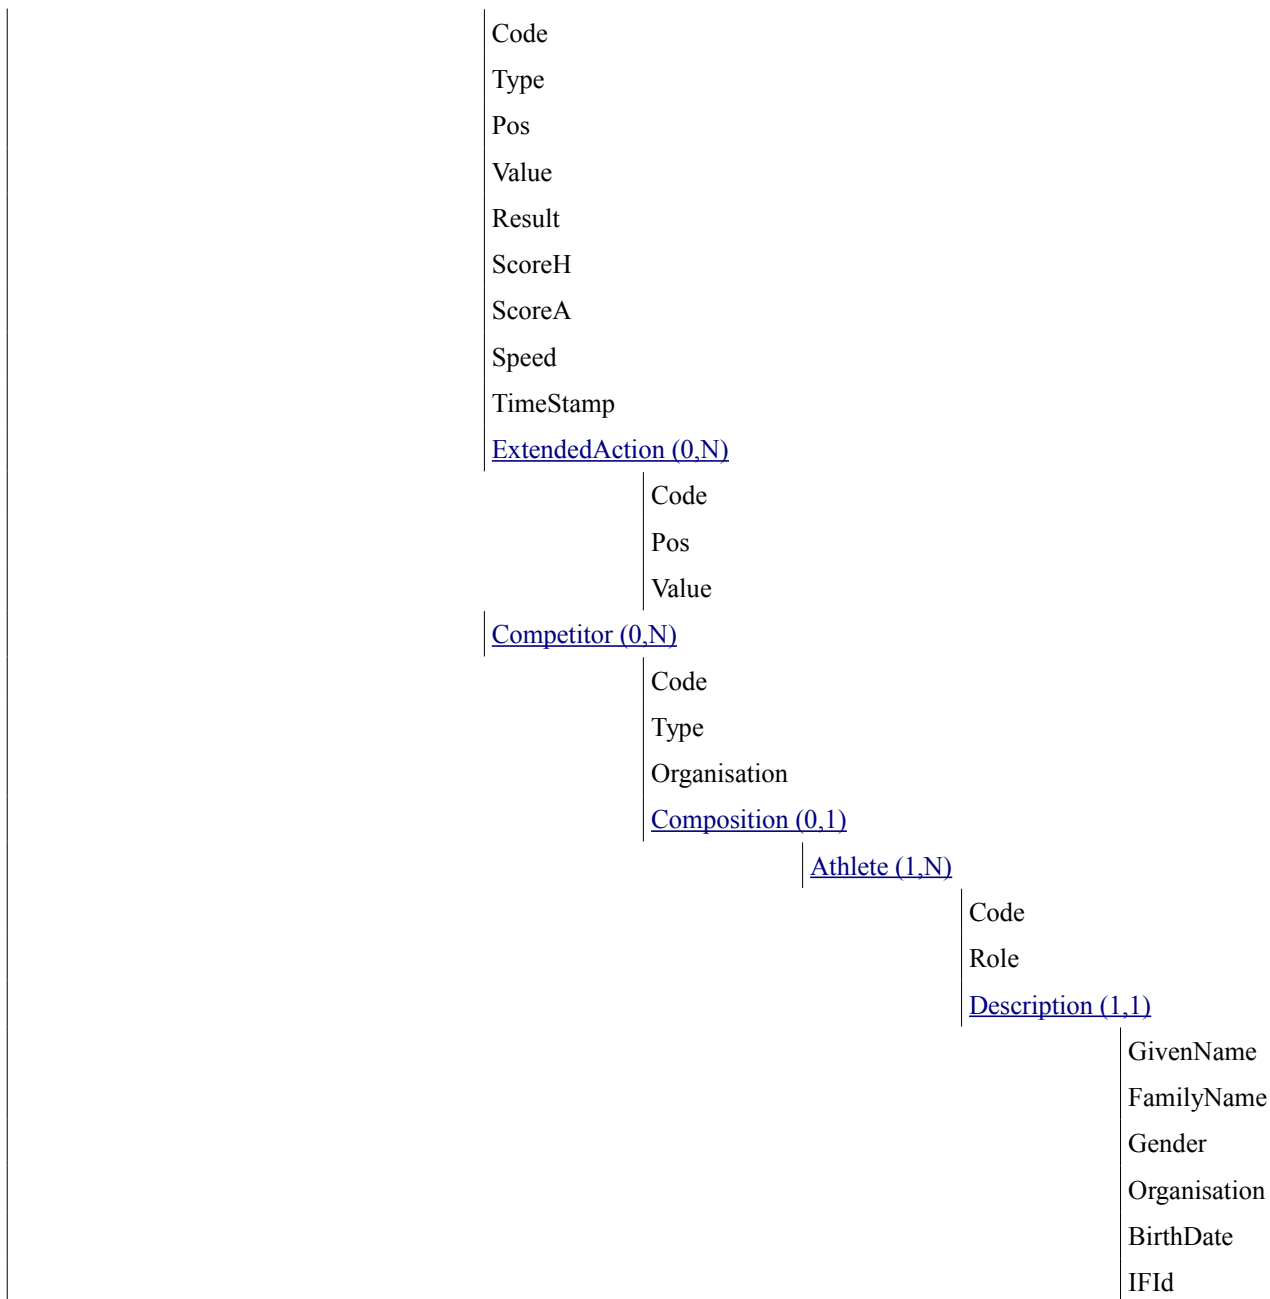 Code
Type
Pos
Value
Result
ScoreH
ScoreA
Speed
TimeStamp
ExtendedAction (0,N)
Code
Pos
Value
Competitor (0,N)
Code
Type
Organisation
Composition (0,1)
Athlete (1,N)
Code
Role
Description (1,1)
GivenName
FamilyName
Gender
Organisation
BirthDate
IFId